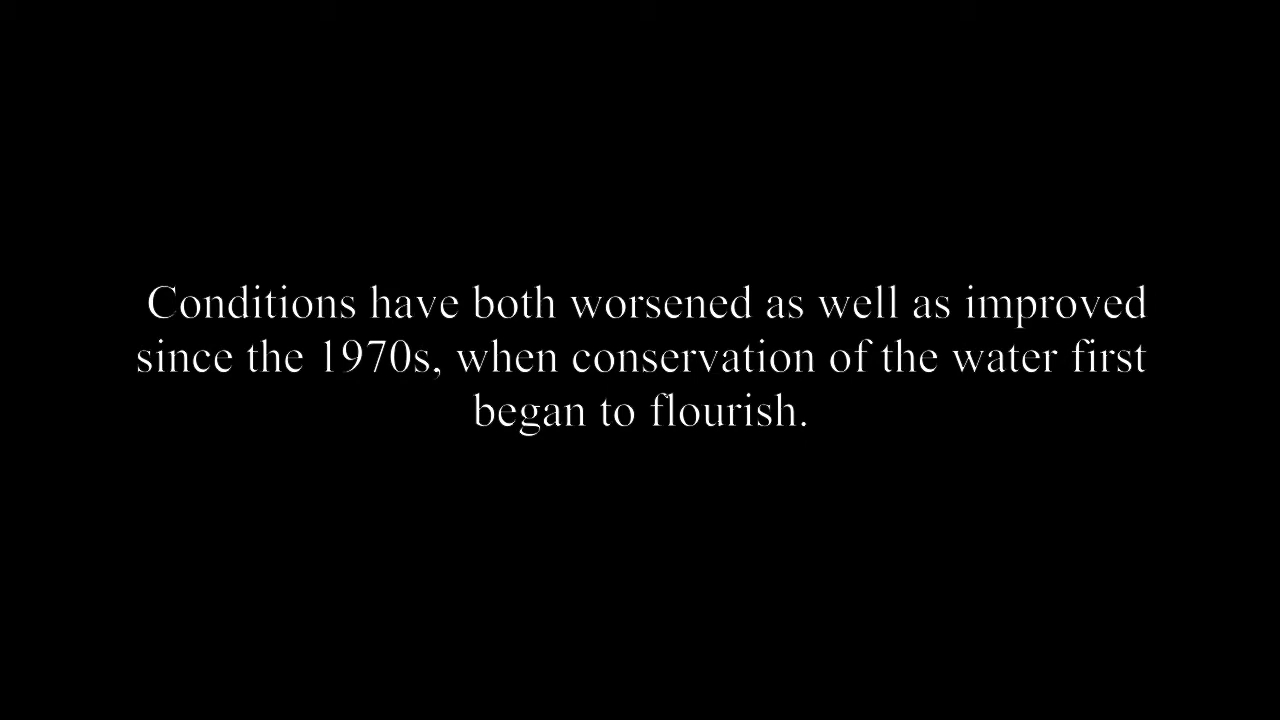 Conditions have both worsened as well as improved
since the 1970s, when conservation of the water first
began to flourish.